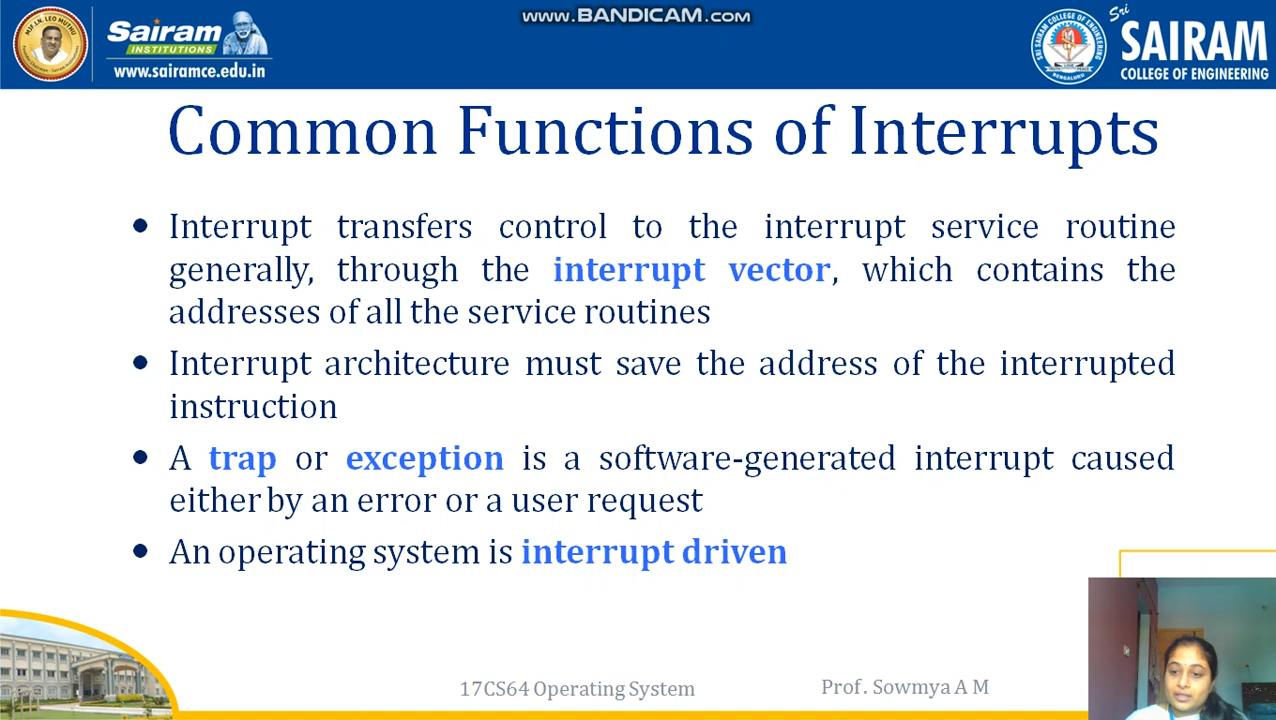 www.BANDICAM.com
Sairam
INSTITUTIONS
www.sairamce.edu.in
Sri
SAIRAM
COLLEGE OF ENGINEERING
Common Functions of Interrupts
• Interrupt transfers control to the interrupt service routine
generally, through the interrupt vector, which contains the
addresses of all the service routines
• Interrupt architecture must save the address of the interrupted
instruction
• A trap or exception is a software-generated interrupt caused
either by an error or a user request
• An operating system is interrupt driven
17CS64 Operating System
Prof. Sowmya A M